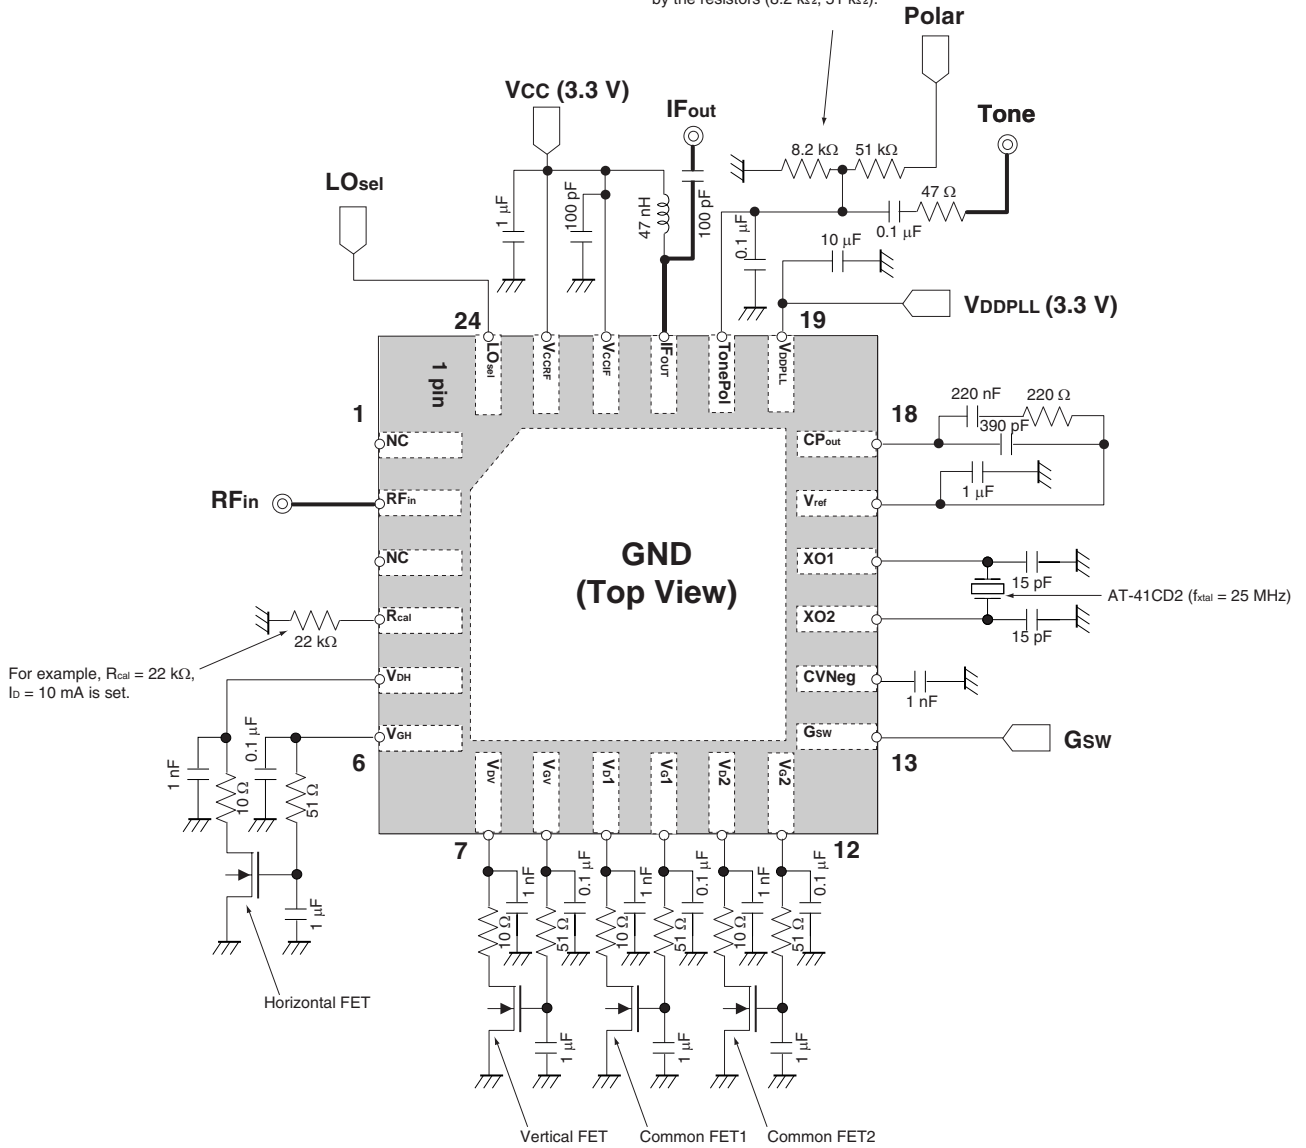 by the resistors (8.2 kΩ, 51 kΩ).
Polar
VCC (3.3 V)
IFout
Tone
LOsel
8.2 kΩ
51 kΩ
47 Ω
0.1 μF
1 μF
100 pF
47 nH
100 pF
0.1 μF
10 μF
VDDPLL (3.3 V)
24
19
1 pin
LOsel
VCCRF
VCCIF
IFOUT
TonePol
VDDPLL
1
18
NC
RFin
RFin
NC
Rcal
22 kΩ
For example, Rcal = 22 kΩ,
ID = 10 mA is set.
VDH
VGH
6
GND
(Top View)
CPout
Vref
XO1
XO2
CVNeg
GSW
220 nF
220 Ω
390 pF
1 μF
15 pF
AT-41CD2 (fxtal = 25 MHz)
15 pF
1 nF
GSW
13
1 nF
10 Ω
0.1 μF
51 Ω
1 μF
Horizontal FET
VDV
VGV
VD1
VG1
VD2
VG2
7
12
1 nF
0.1 μF
1 nF
0.1 μF
1 nF
0.1 μF
10 Ω
51 Ω
10 Ω
51 Ω
10 Ω
51 Ω
1 μF
1 μF
1 μF
Vertical FET
Common FET1
Common FET2